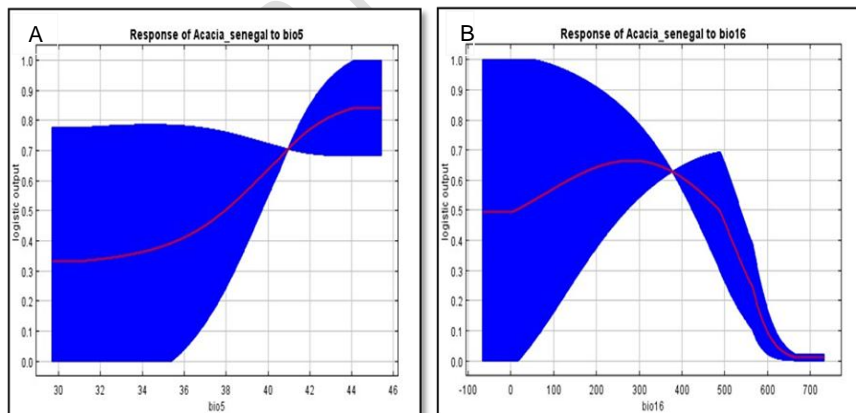 A
Response of Acacia_senegal to bio5
logistic output
1.0
0.9
0.8
0.7
0.6
0.5
0.4
0.3
0.2
0.1
0.0
30 32 34 36 38 40 42 44 46
bio5
B
Response of Acacia_senegal to bio16
logistic output
1.0
0.9
0.8
0.7
0.6
0.5
0.4
0.3
0.2
0.1
0.0
-100 0 100 200 300 400 500 600 700
bio16